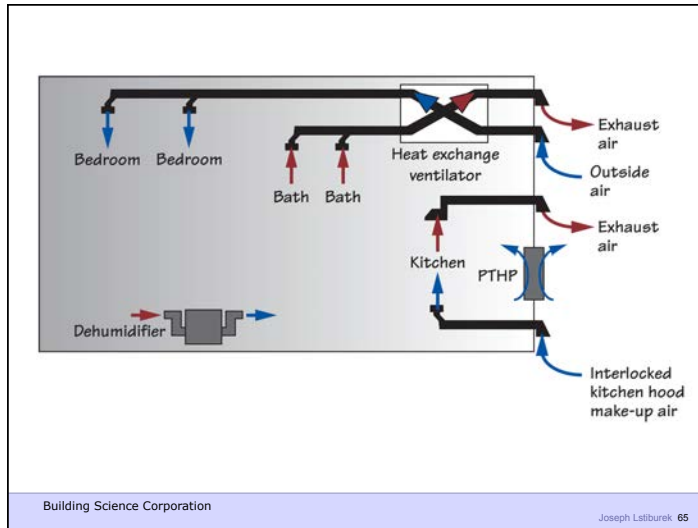 Bedroom
Bedroom
Bath
Bath
Heat exchange
ventilator
Exhaust
air
Outside
air
Exhaust
air
Kitchen
PTHP
Dehumidifier
Interlocked
kitchen hood
make-up air
Building Science Corporation
Joseph Lstiburek 65